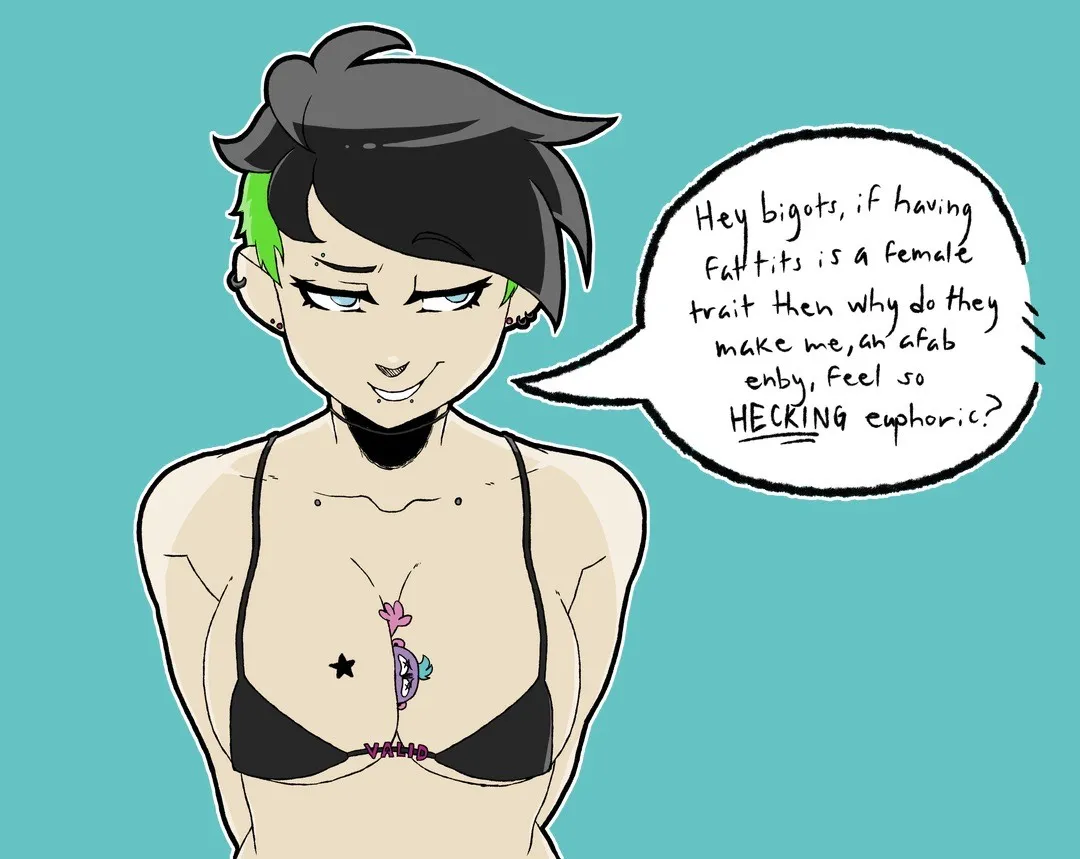 Hey bigots, if having
fat tits is a female
trait then why do they
make me, an afab
enby, feel so
HECKING euphoric?
VALID